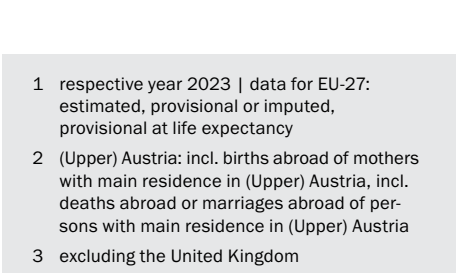 1 respective year 2023 | data for EU-27:
estimated, provisional or imputed,
provisional at life expectancy
2 (Upper) Austria: incl. births abroad of mothers
with main residence in (Upper) Austria, incl.
deaths abroad or marriages abroad of per-
sons with main residence in (Upper) Austria
3 excluding the United Kingdom